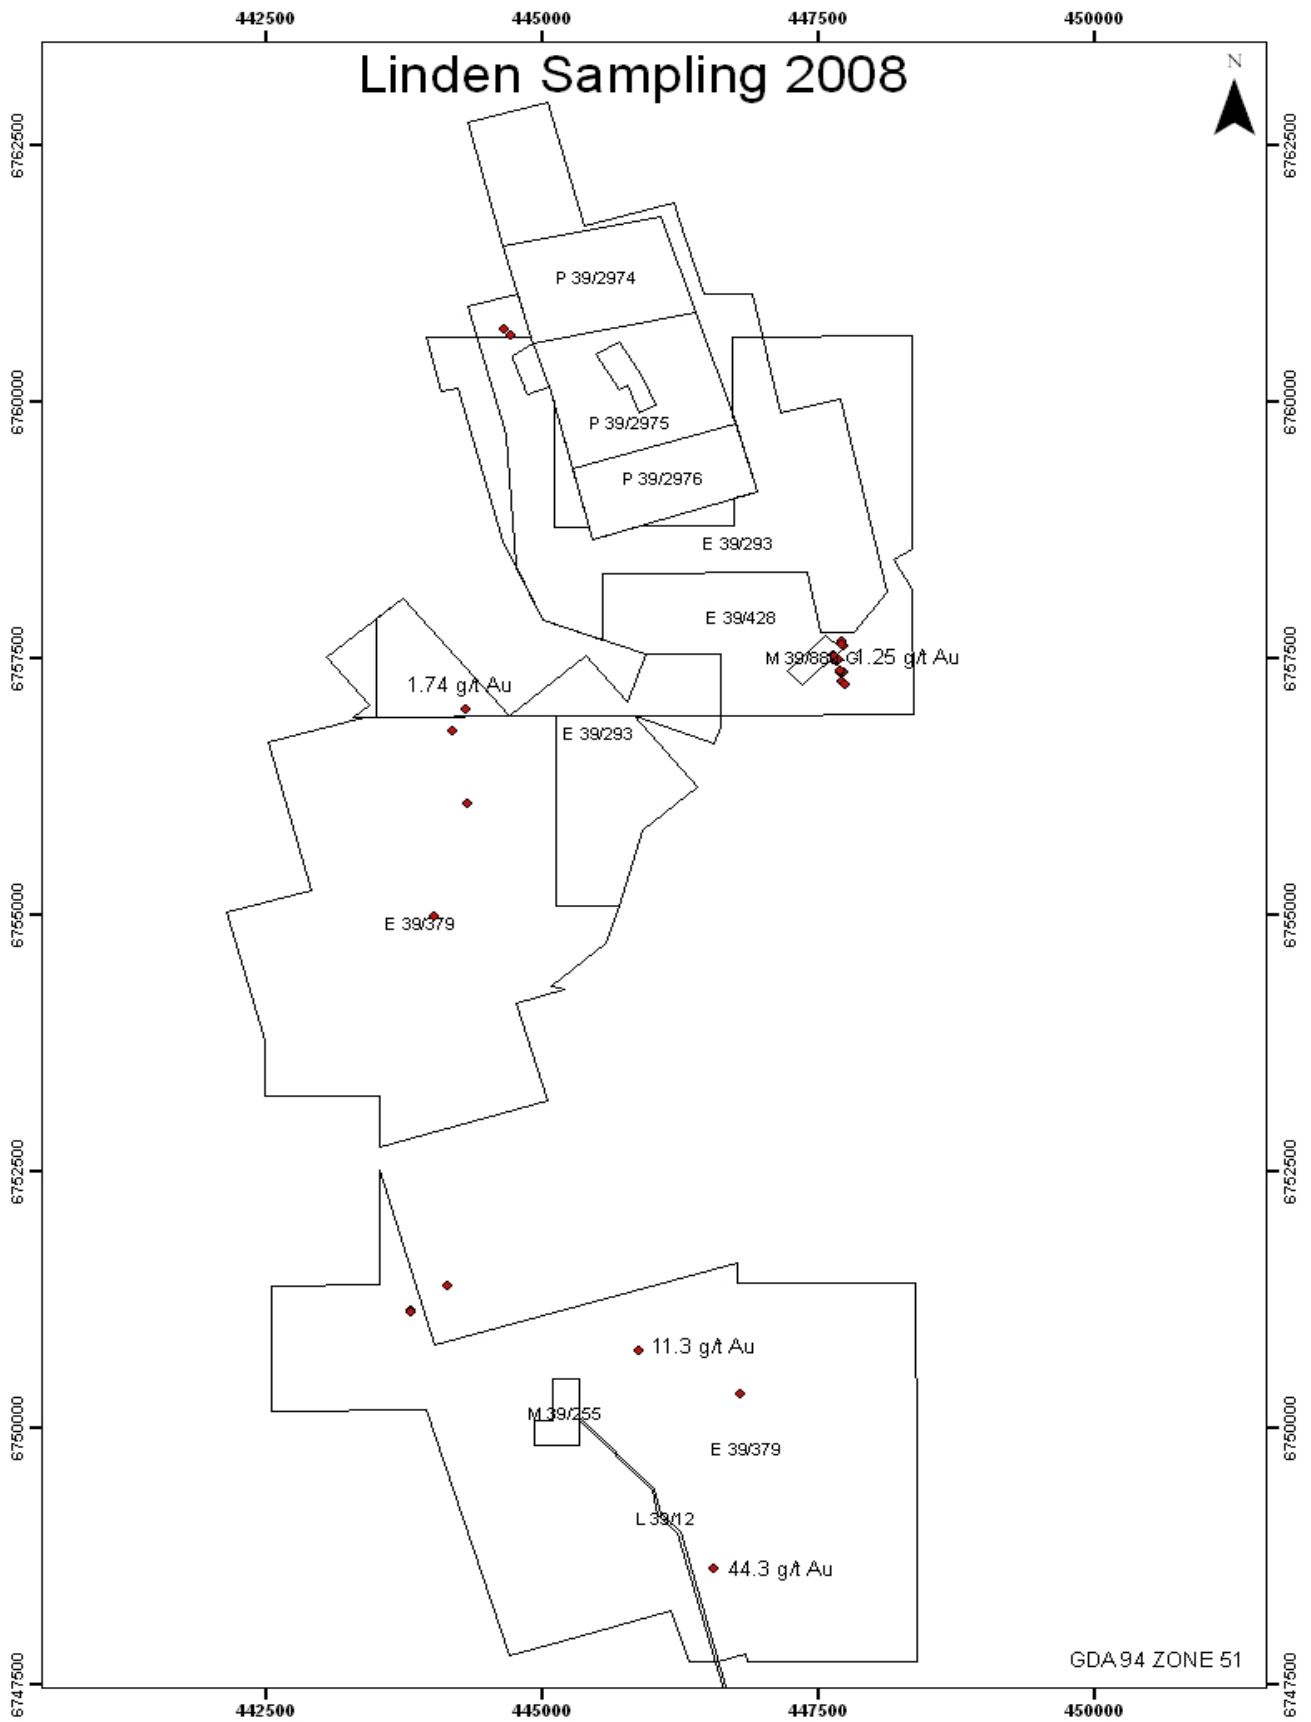 442500 445000 447500 450000
Linden Sampling 2008
N
6762500 6762500
P 39/2974
6760000 6760000
P 39/2975
P 39/2976
E 39/293
E 39/428
6757500 6757500
1.25 g/t Au
1.74 g/t Au
E 39/293
6755000 6755000
E 39/379
6752500 6752500
11.3 g/t Au
M 39/255
6750000 6750000
E 39/379
L 39/12
44.3 g/t Au
GDA 94 ZONE 51
6747500 6747500
442500 445000 447500 450000